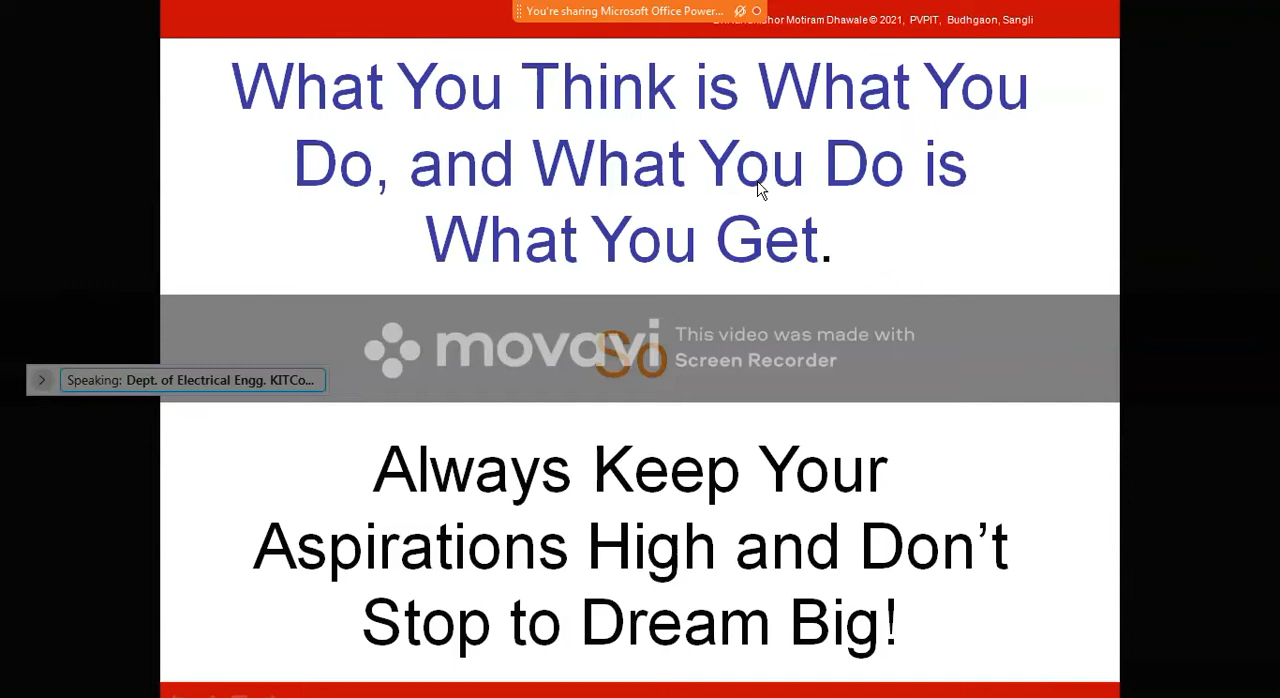 You're sharing Microsoft Office Power...
Motiram Dhawale © 2021, PVPIT, Budhgaon, Sangli
What You Think is What You
Do, and What You Do is
What You Get.
So
movavi
This video was made with
Screen Recorder
Speaking: Dept. of Electrical Engg. KITCo...
Always Keep Your
Aspirations High and Don't
Stop to Dream Big!